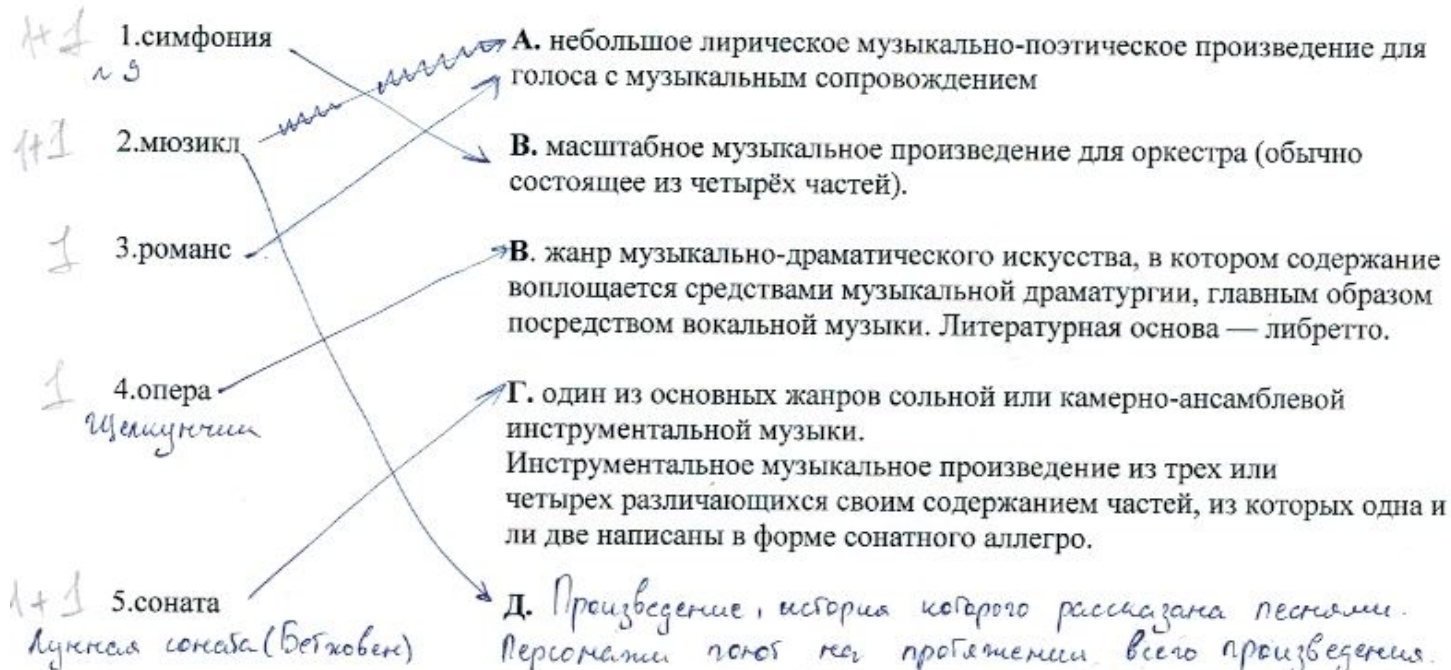 1+1 1.симфония
№ 9
А. небольшое лирическое музыкально-поэтическое произведение для
голоса с музыкальным сопровождением
1+1 2.мюзикл
В. масштабное музыкальное произведение для оркестра (обычно
состоящее из четырёх частей).
1 3.романс
В. жанр музыкально-драматического искусства, в котором содержание
воплощается средствами музыкальной драматургии, главным образом
посредством вокальной музыки. Литературная основа — либретто.
1 4.опера
Щелкунчик
Г. один из основных жанров сольной или камерно-ансамблевой
инструментальной музыки.
Инструментальное музыкальное произведение из трех или
четырех различающихся своим содержанием частей, из которых одна и
ли две написаны в форме сонатного аллегро.
1+1 5.соната
Лунная соната (Бетховен)
Д. Произведение, история которого рассказана песнями.
Персонажи поют на протяжении всего произведения.